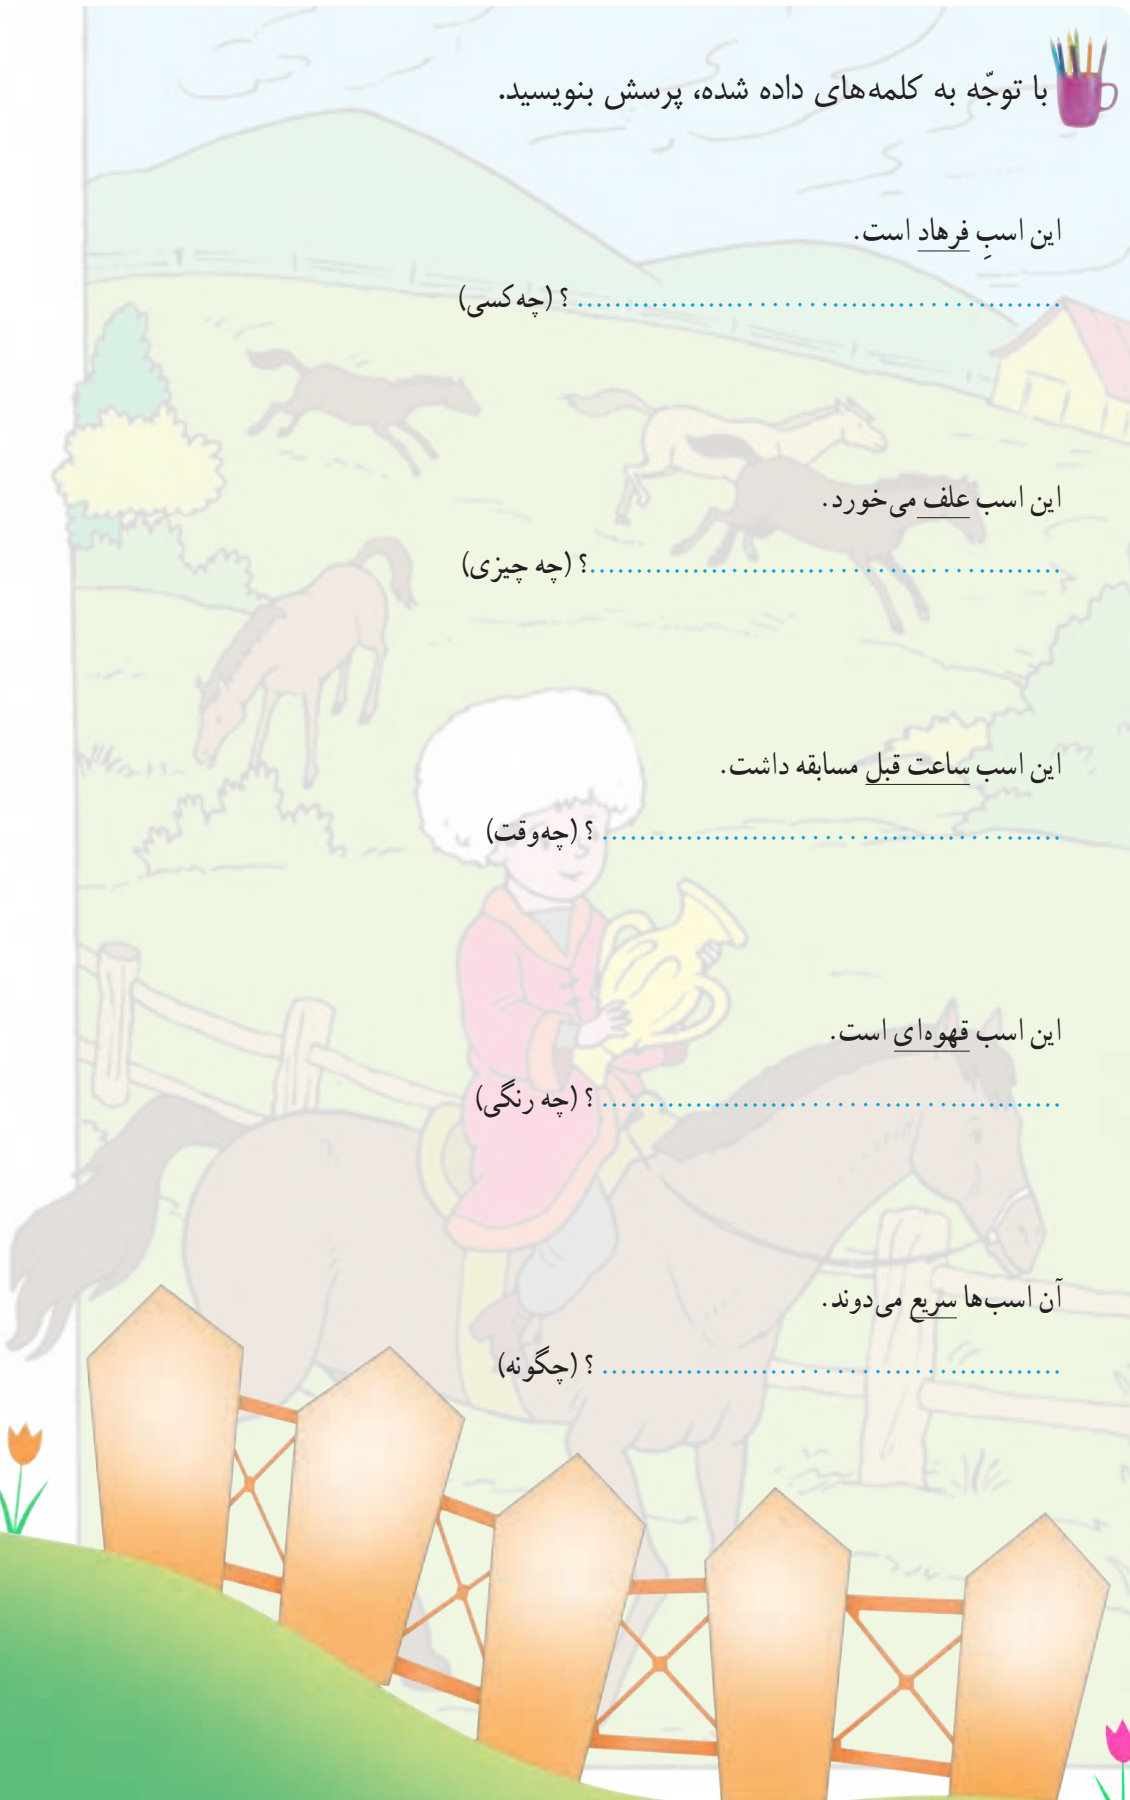 با توجّه به کلمه‌های داده شده، پرسش بنویسید.
این اسبِ فرهاد است.
.................................................... ؟ (چه کسی)
این اسب علف می‌خورد.
....................................................؟ (چه چیزی)
این اسب ساعت قبل مسابقه داشت.
.................................................... ؟ (چه‌وقت)
این اسب قهوه‌ای است.
.................................................... ؟ (چه رنگی)
آن اسب‌ها سریع می‌دوند.
.................................................... ؟ (چگونه)